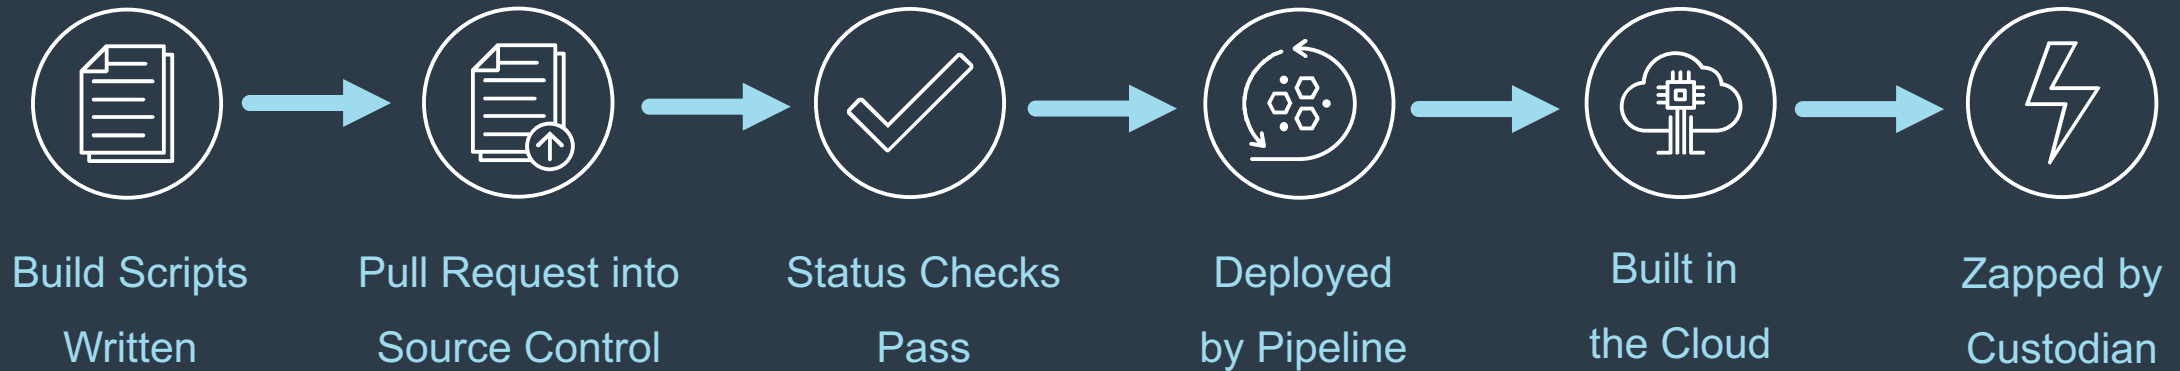 Build Scripts
Written
Pull Request into
Source Control
Status Checks
Pass
Deployed
by Pipeline
Built in
the Cloud
Zapped by
Custodian